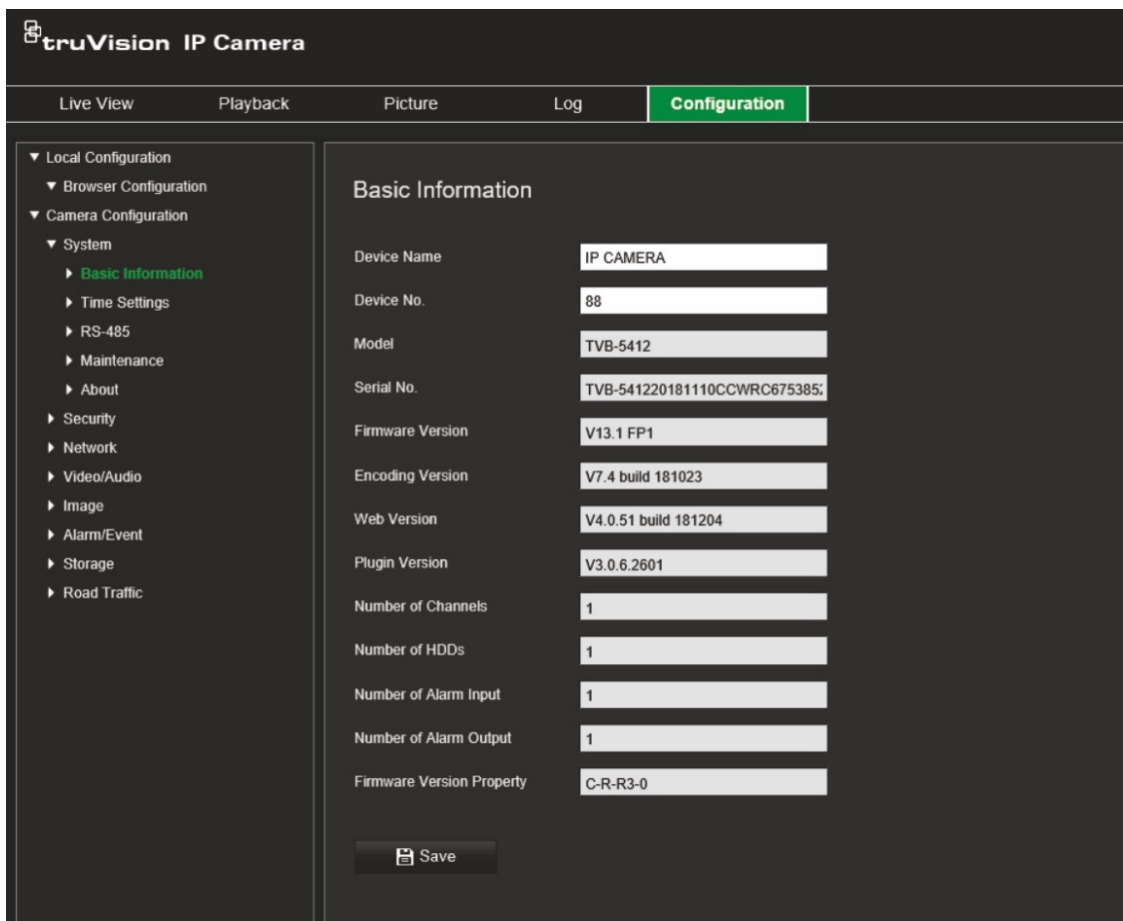 truVision IP Camera
Live View Playback Picture Log Configuration
Local Configuration
Browser Configuration
Camera Configuration
System
Basic Information
Time Settings
RS-485
Maintenance
About
Security
Network
Video/Audio
Image
Alarm/Event
Storage
Road Traffic
Basic Information
Device Name IP CAMERA
Device No. 88
Model TVB-5412
Serial No. TVB-541220181110CCWRC675385
Firmware Version V13.1 FP1
Encoding Version V7.4 build 181023
Web Version V4.0.51 build 181204
Plugin Version V3.0.6.2601
Number of Channels 1
Number of HDDs 1
Number of Alarm Input 1
Number of Alarm Output 1
Firmware Version Property C-R-R3-0
Save